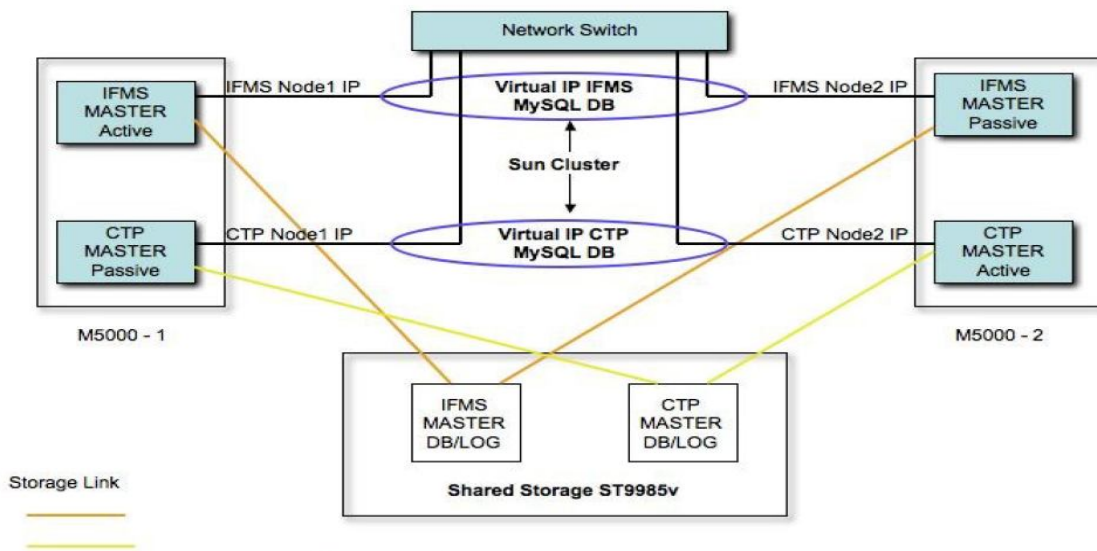 Network Switch
IFMS
MASTER
Active
IFMS Node1 IP
Virtual IP IFMS
MySQL DB
IFMS Node2 IP
IFMS
MASTER
Passive
Sun Cluster
CTP
MASTER
Passive
CTP Node1 IP
Virtual IP CTP
MySQL DB
CTP Node2 IP
CTP
MASTER
Active
M5000 - 1
M5000 - 2
IFMS
MASTER
DB/LOG
CTP
MASTER
DB/LOG
Shared Storage ST9985v
Storage Link